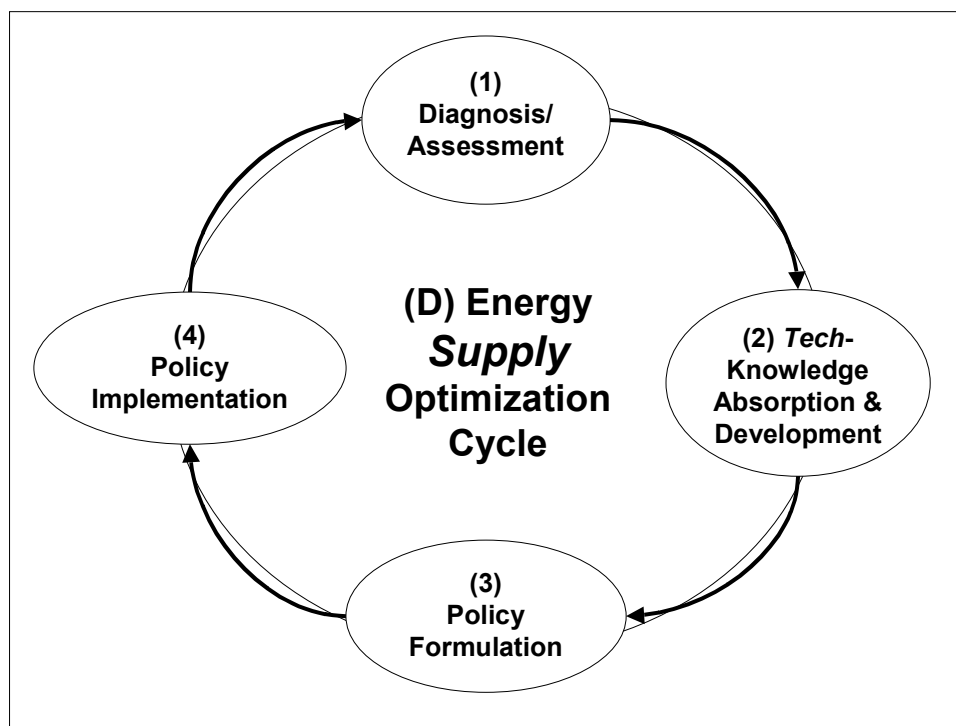 (1)
Diagnosis/
Assessment
(D) Energy
Supply
Optimization
Cycle
(2) Tech-
Knowledge
Absorption &
Development
(3)
Policy
Formulation
(4)
Policy
Implementation